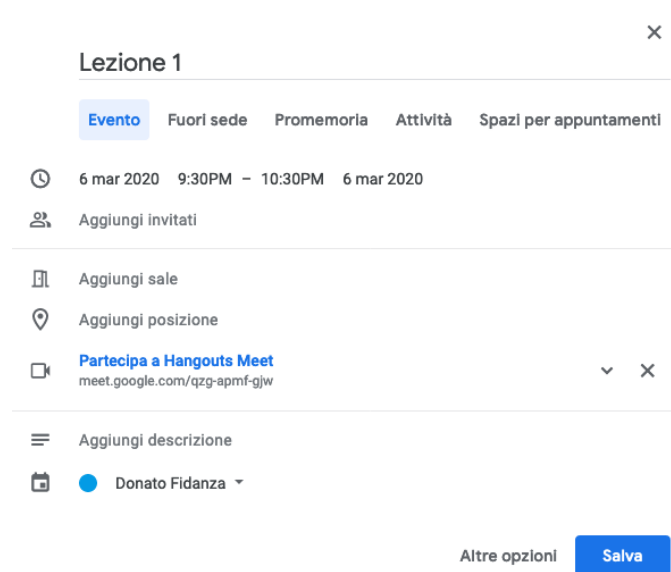 Lezione 1
Evento Fuori sede Promemoria Attività Spazi per appuntamenti
6 mar 2020 9:30PM – 10:30PM 6 mar 2020
Aggiungi invitati
Aggiungi sale
Aggiungi posizione
Partecipa a Hangouts Meet
meet.google.com/qzg-apmf-gjw
Aggiungi descrizione
Donato Fidanza
Altre opzioni Salva